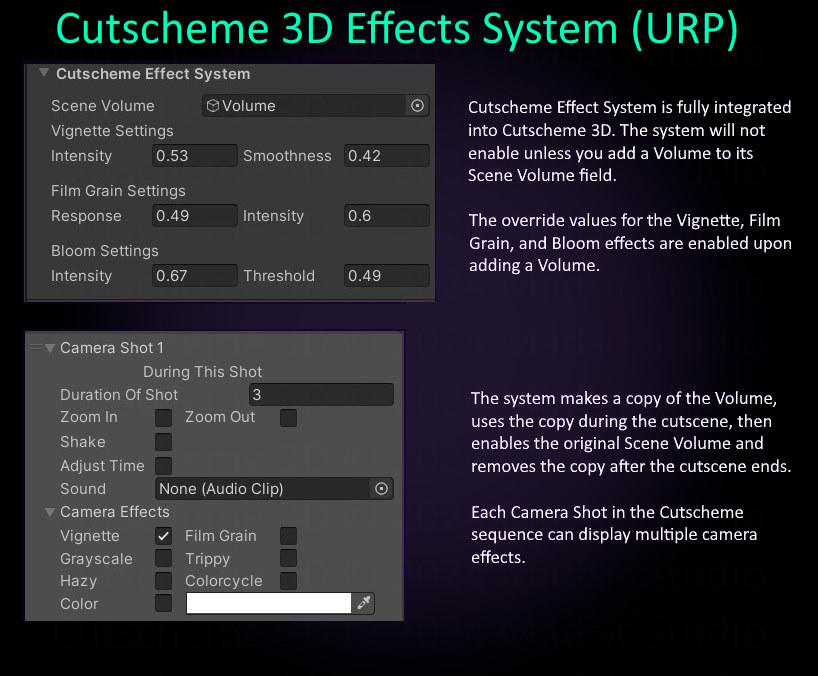 Cutscheme 3D Effects System (URP)
Cutscheme Effect System
Scene Volume Volume
Vignette Settings
Intensity 0.53 Smoothness 0.42
Film Grain Settings
Response 0.49 Intensity 0.6
Bloom Settings
Intensity 0.67 Threshold 0.49
Cutscheme Effect System is fully integrated
into Cutscheme 3D. The system will not
enable unless you add a Volume to its
Scene Volume field.
The override values for the Vignette, Film
Grain, and Bloom effects are enabled upon
adding a Volume.
Camera Shot 1
During This Shot
Duration Of Shot 3
Zoom In Zoom Out
Shake
Adjust Time
Sound None (Audio Clip)
Camera Effects
Vignette Film Grain
Grayscale Trippy
Hazy Colorcycle
Color
The system makes a copy of the Volume,
uses the copy during the cutscene, then
enables the original Scene Volume and
removes the copy after the cutscene ends.
Each Camera Shot in the Cutscheme
sequence can display multiple camera
effects.